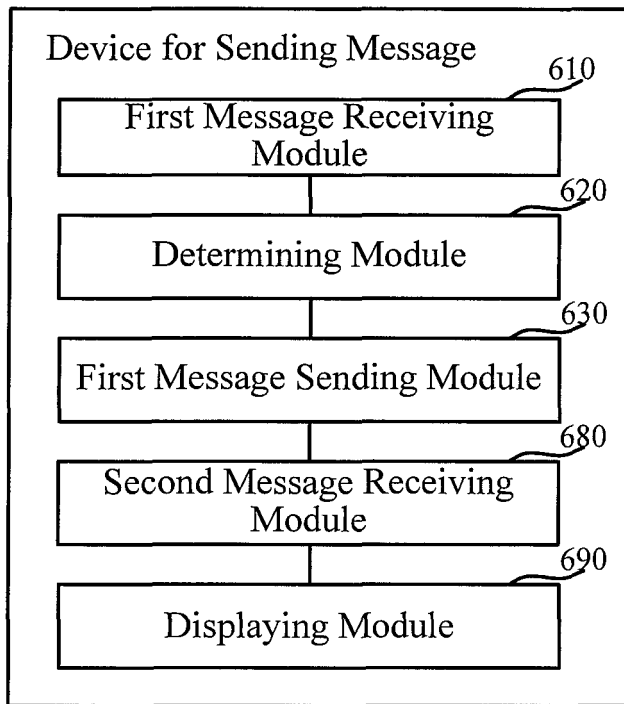 Device for Sending Message
610
First Message Receiving
Module
620
Determining Module
630
First Message Sending Module
680
Second Message Receiving
Module
690
Displaying Module